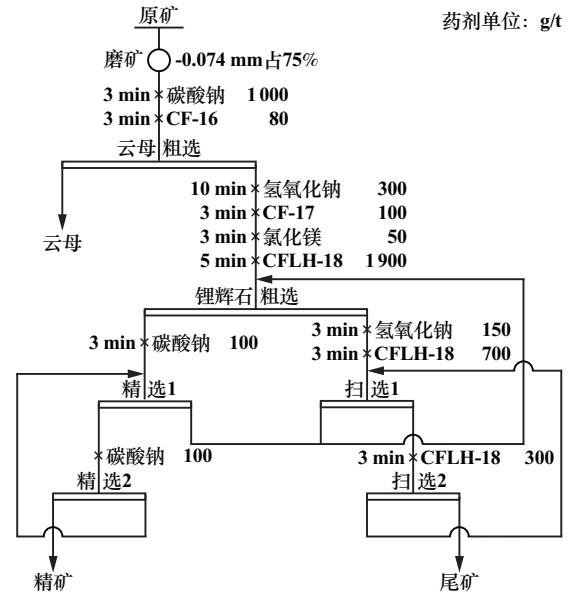 原矿
药剂单位：g/t
磨矿 -0.074 mm占75%
3 min 碳酸钠 1 000
3 min CF-16 80
云母 粗选
云母
10 min 氢氧化钠 300
3 min CF-17 100
3 min 氯化镁 50
5 min CFLH-18 1 900
锂辉石 粗选
3 min 碳酸钠 100
3 min 氢氧化钠 150
3 min CFLH-18 700
精选1
扫选1
碳酸钠 100
3 min CFLH-18 300
精选2
扫选2
精矿
尾矿